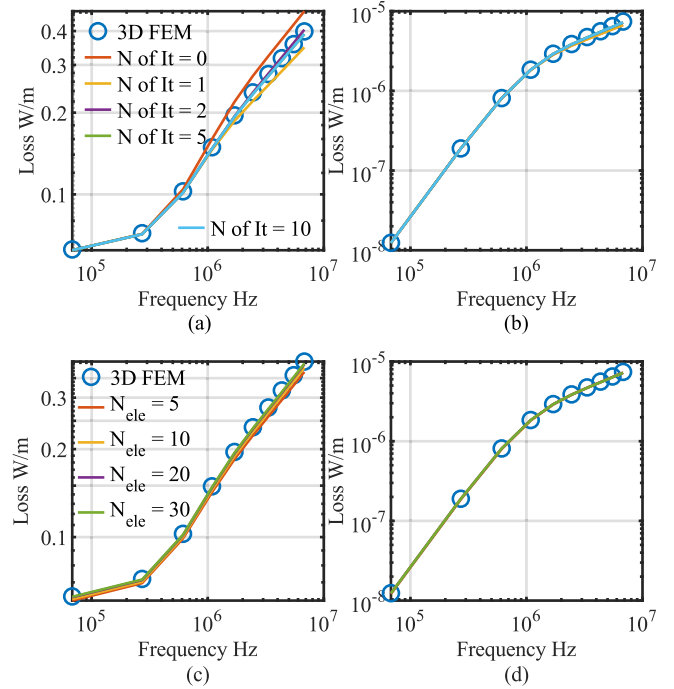 0.4
0.3
0.2
0.1
Loss W/m
3D FEM
N of It = 0
N of It = 1
N of It = 2
N of It = 5
N of It = 10
10^5
10^6
10^7
Frequency Hz
(a)
10^-5
10^-6
10^-7
10^-8
Loss W/m
10^5
10^6
10^7
Frequency Hz
(b)
0.3
0.2
0.1
Loss W/m
3D FEM
N_ele = 5
N_ele = 10
N_ele = 20
N_ele = 30
10^5
10^6
10^7
Frequency Hz
(c)
10^-5
10^-6
10^-7
10^-8
Loss W/m
10^5
10^6
10^7
Frequency Hz
(d)